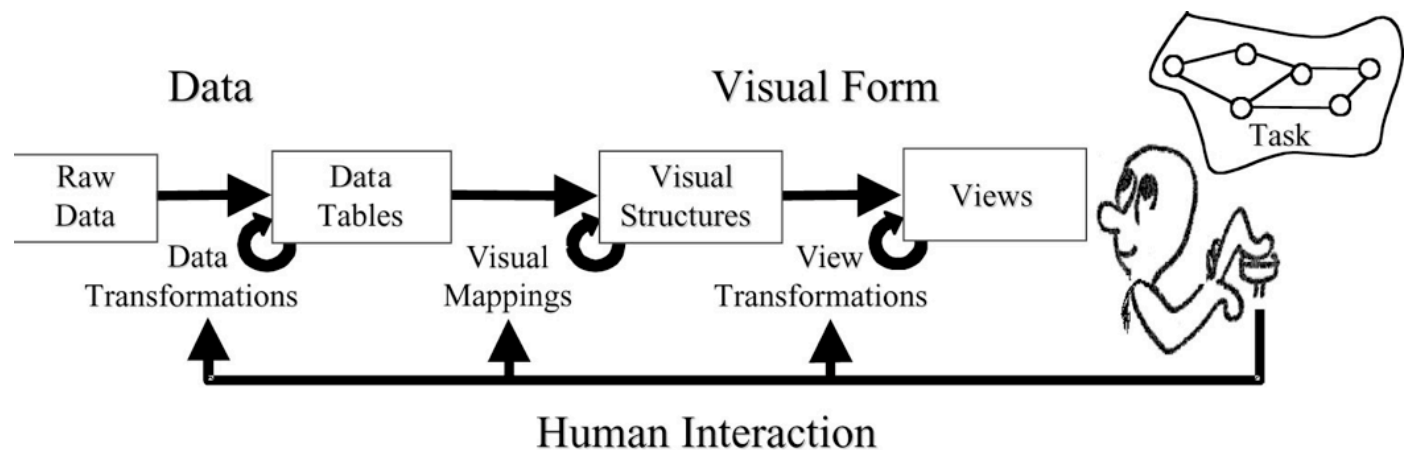 Data
Visual Form
Task
Raw
Data
Data
Tables
Visual
Structures
Views
Data
Transformations
Visual
Mappings
View
Transformations
Human Interaction